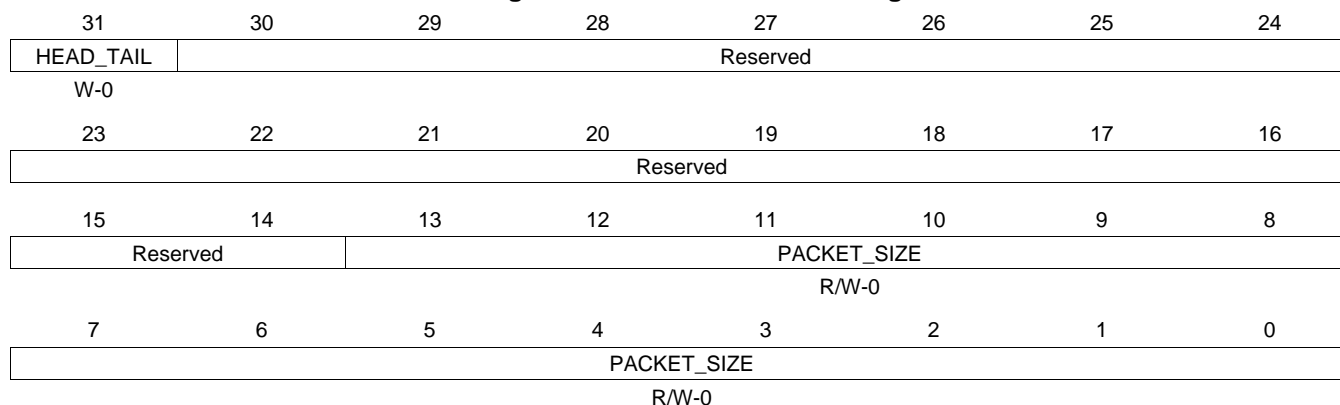 31 30 29 28 27 26 25 24
HEAD_TAIL Reserved
W-0
23 22 21 20 19 18 17 16
Reserved
15 14 13 12 11 10 9 8
Reserved PACKET_SIZE
R/W-0
7 6 5 4 3 2 1 0
PACKET_SIZE
R/W-0